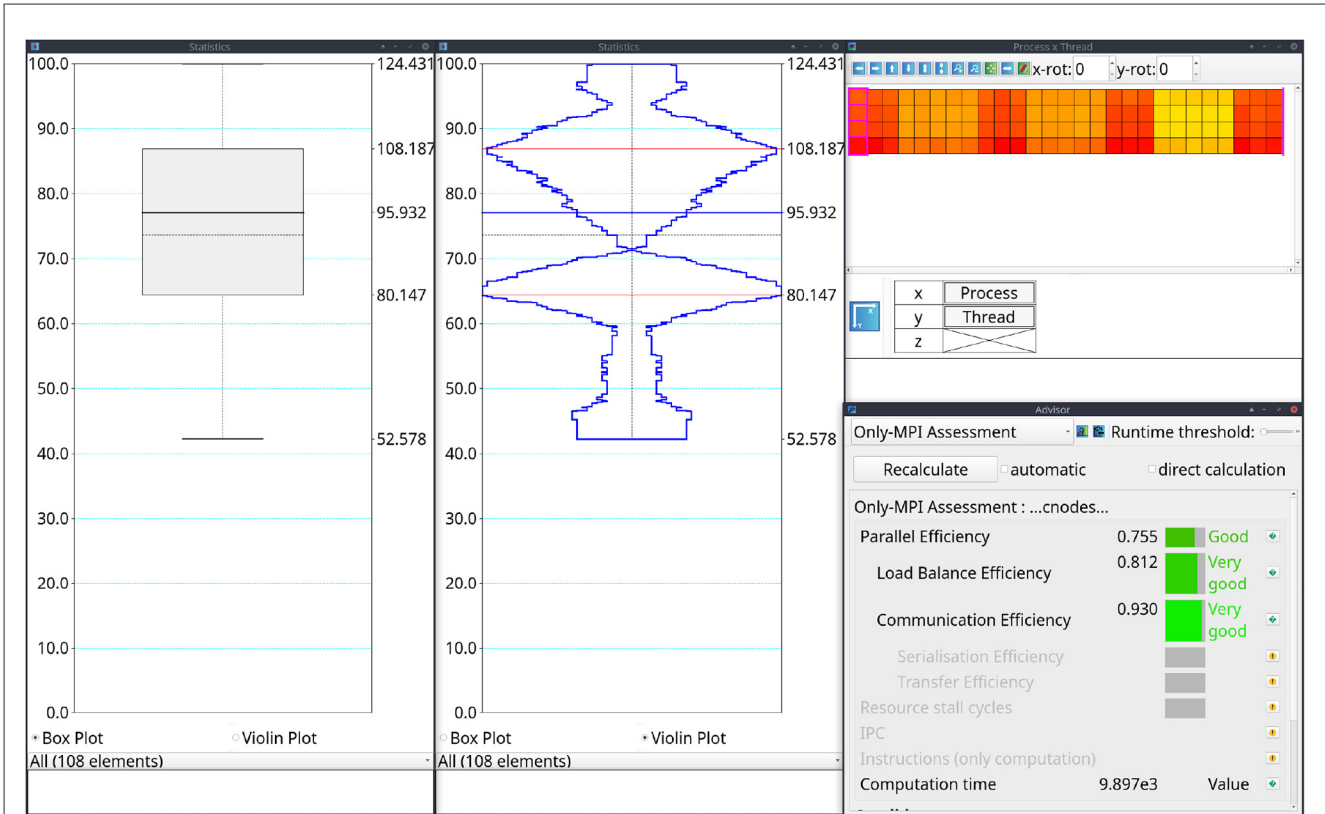 Statistics
100.0
90.0
80.0
70.0
60.0
50.0
40.0
30.0
20.0
10.0
0.0
124.431
108.187
95.932
80.147
52.578
Box Plot
Violin Plot
All (108 elements)
Statistics
100.0
90.0
80.0
70.0
60.0
50.0
40.0
30.0
20.0
10.0
0.0
124.431
108.187
95.932
80.147
52.578
Box Plot
Violin Plot
All (108 elements)
Process x Thread
x-rot: 0 y-rot: 0
x Process
y Thread
z
Advisor
Only-MPI Assessment Runtime threshold:
Recalculate automatic direct calculation
Only-MPI Assessment : ...cnodes...
Parallel Efficiency 0.755 Good
Load Balance Efficiency 0.812 Very
good
Communication Efficiency 0.930 Very
good
Serialisation Efficiency
Transfer Efficiency
Resource stall cycles
IPC
Instructions (only computation)
Computation time 9.897e3 Value